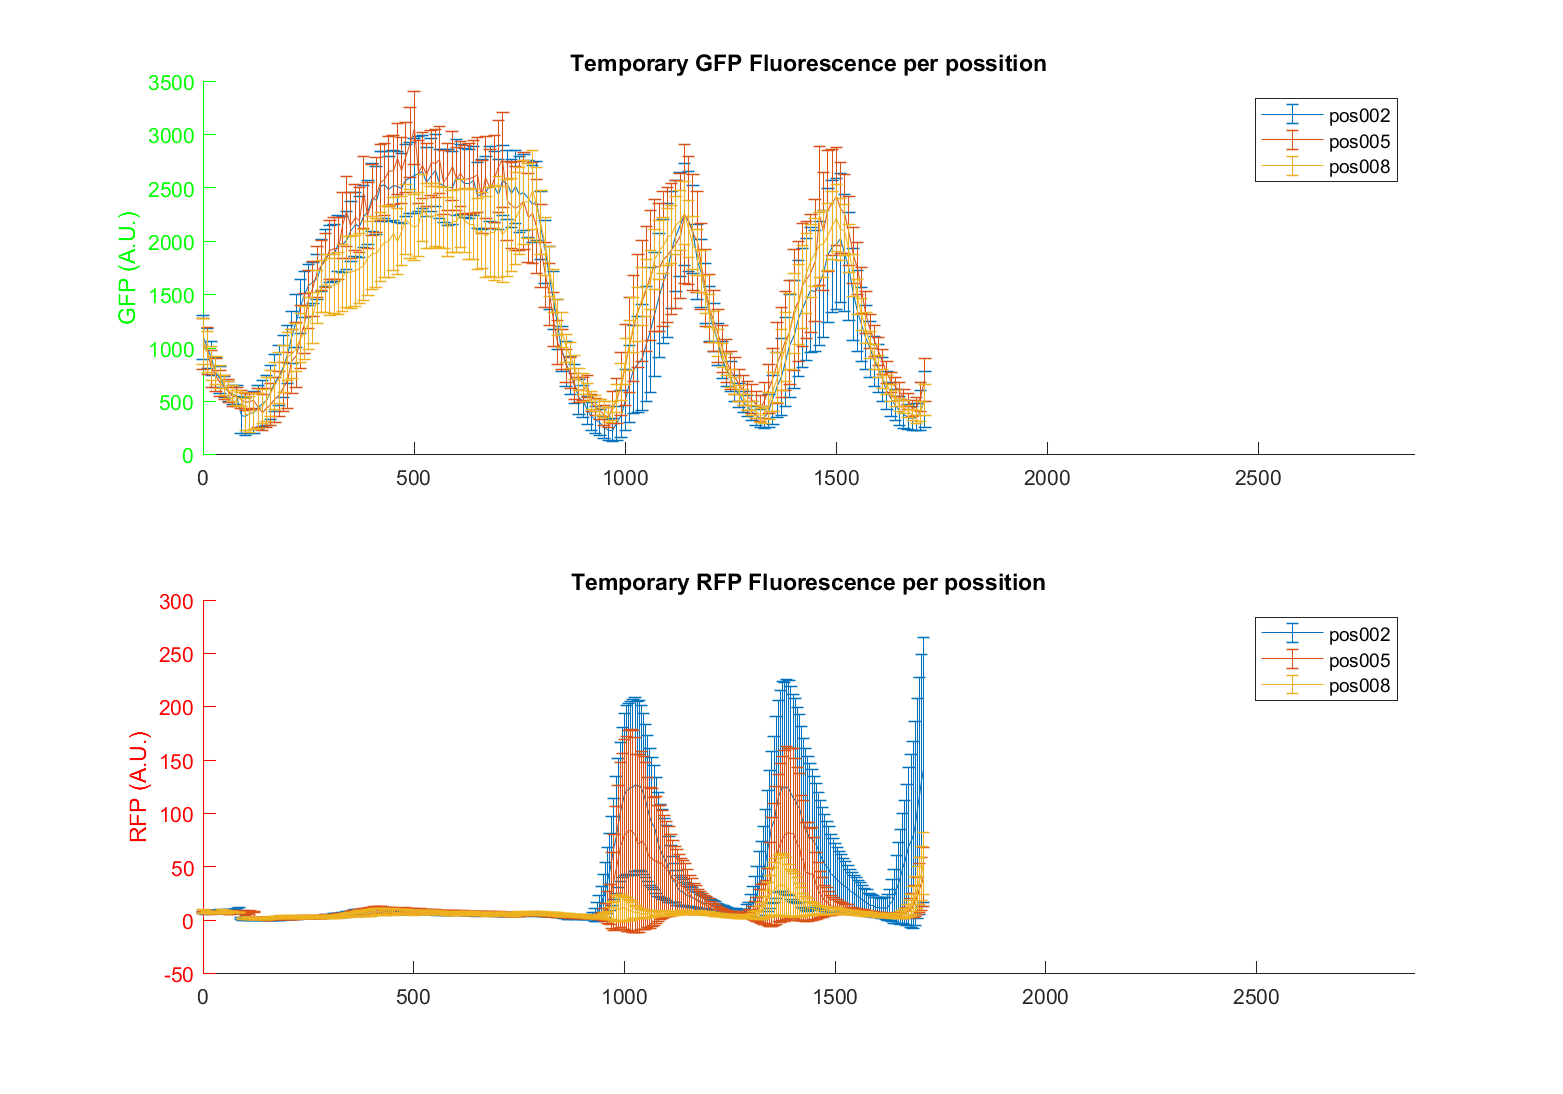 Temporary GFP Fluorescence per possition
GFP (A.U.)
3500
3000
2500
2000
1500
1000
500
0
0 500 1000 1500 2000 2500
pos002
pos005
pos008
Temporary RFP Fluorescence per possition
RFP (A.U.)
300
250
200
150
100
50
0
-50
0 500 1000 1500 2000 2500
pos002
pos005
pos008